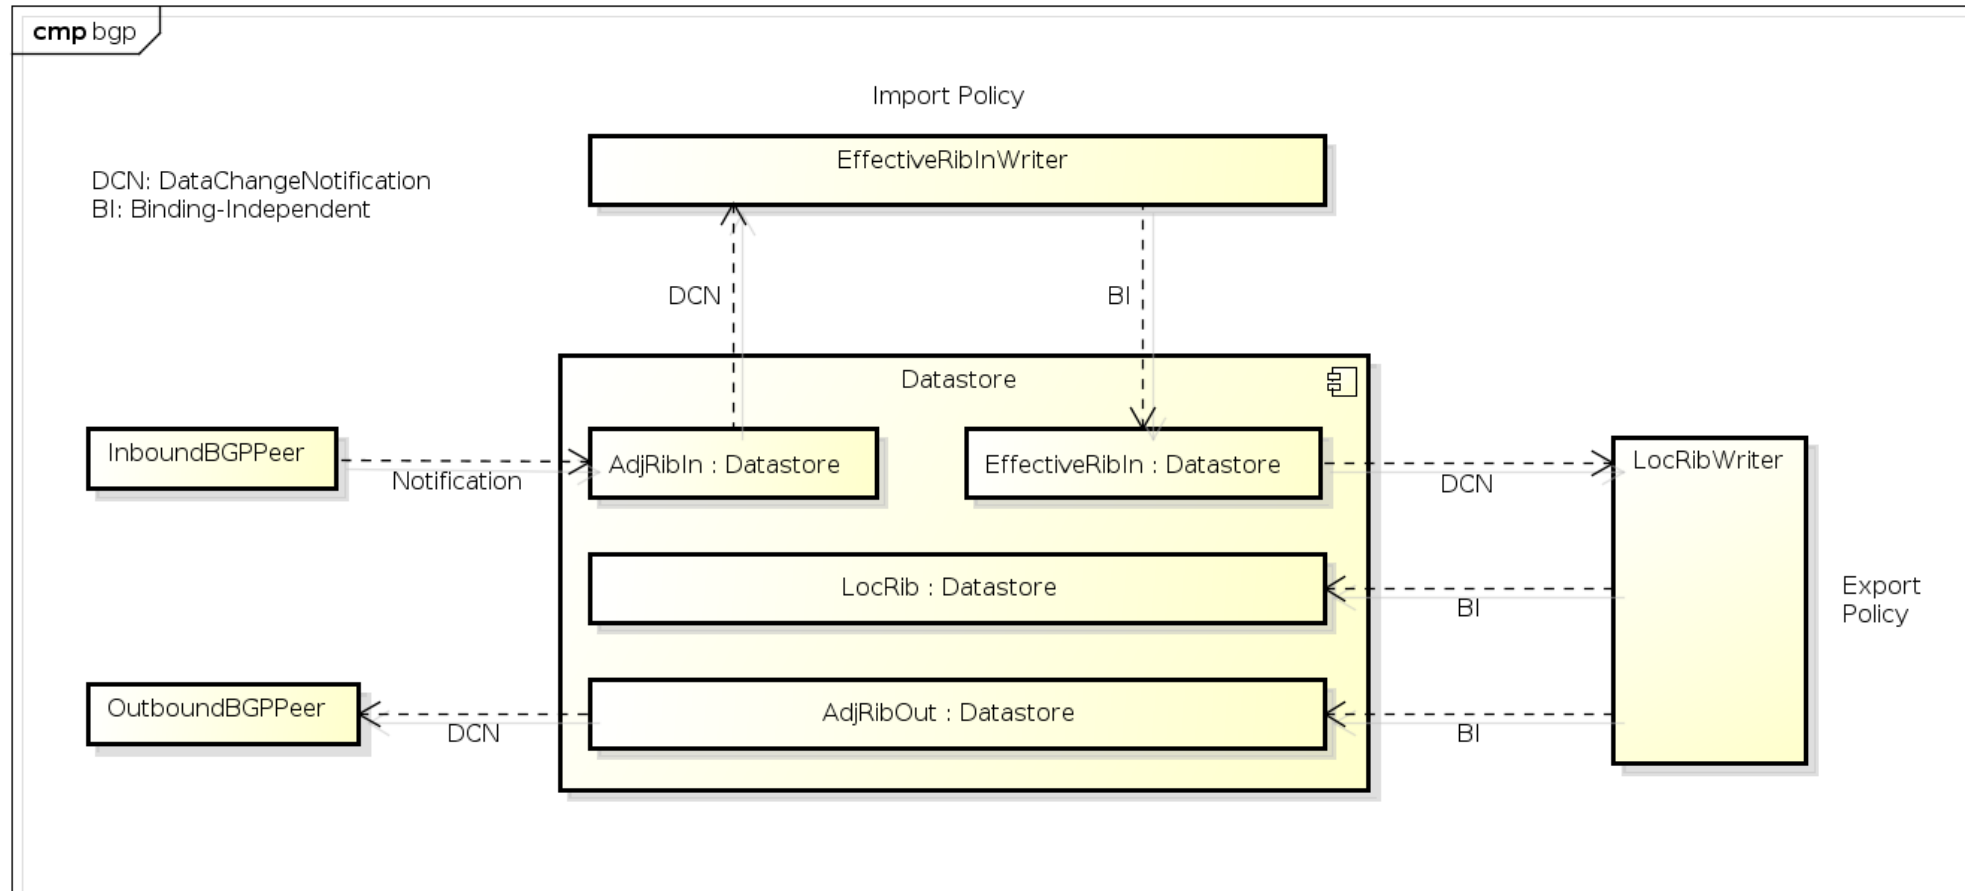 cmp bgp
Import Policy
EffectiveRibInWriter
DCN: DataChangeNotification
BI: Binding-Independent
DCN
BI
Datastore
InboundBGPPeer
Notification
AdjRibIn : Datastore
EffectiveRibIn : Datastore
DCN
LocRibWriter
LocRib : Datastore
BI
Export
Policy
OutboundBGPPeer
DCN
AdjRibOut : Datastore
BI